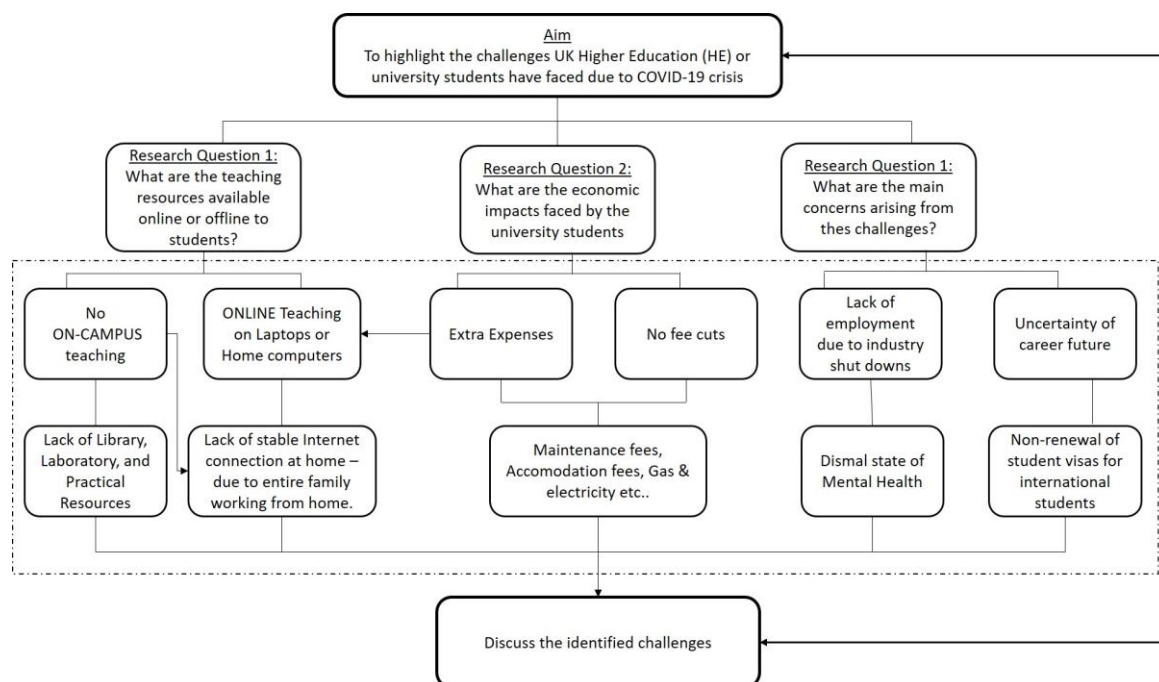 Aim
To highlight the challenges UK Higher Education (HE) or
university students have faced due to COVID-19 crisis
Research Question 1:
What are the teaching
resources available
online or offline to
students?
Research Question 2:
What are the economic
impacts faced by the
university students
Research Question 1:
What are the main
concerns arising from
thes challenges?
No
ON-CAMPUS
teaching
ONLINE Teaching
on Laptops or
Home computers
Extra Expenses
No fee cuts
Lack of
employment
due to industry
shut downs
Uncertainty of
career future
Lack of Library,
Laboratory, and
Practical
Resources
Lack of stable Internet
connection at home –
due to entire family
working from home.
Maintenance fees,
Accomodation fees, Gas &
electricity etc..
Dismal state of
Mental Health
Non-renewal of
student visas for
international
students
Discuss the identified challenges